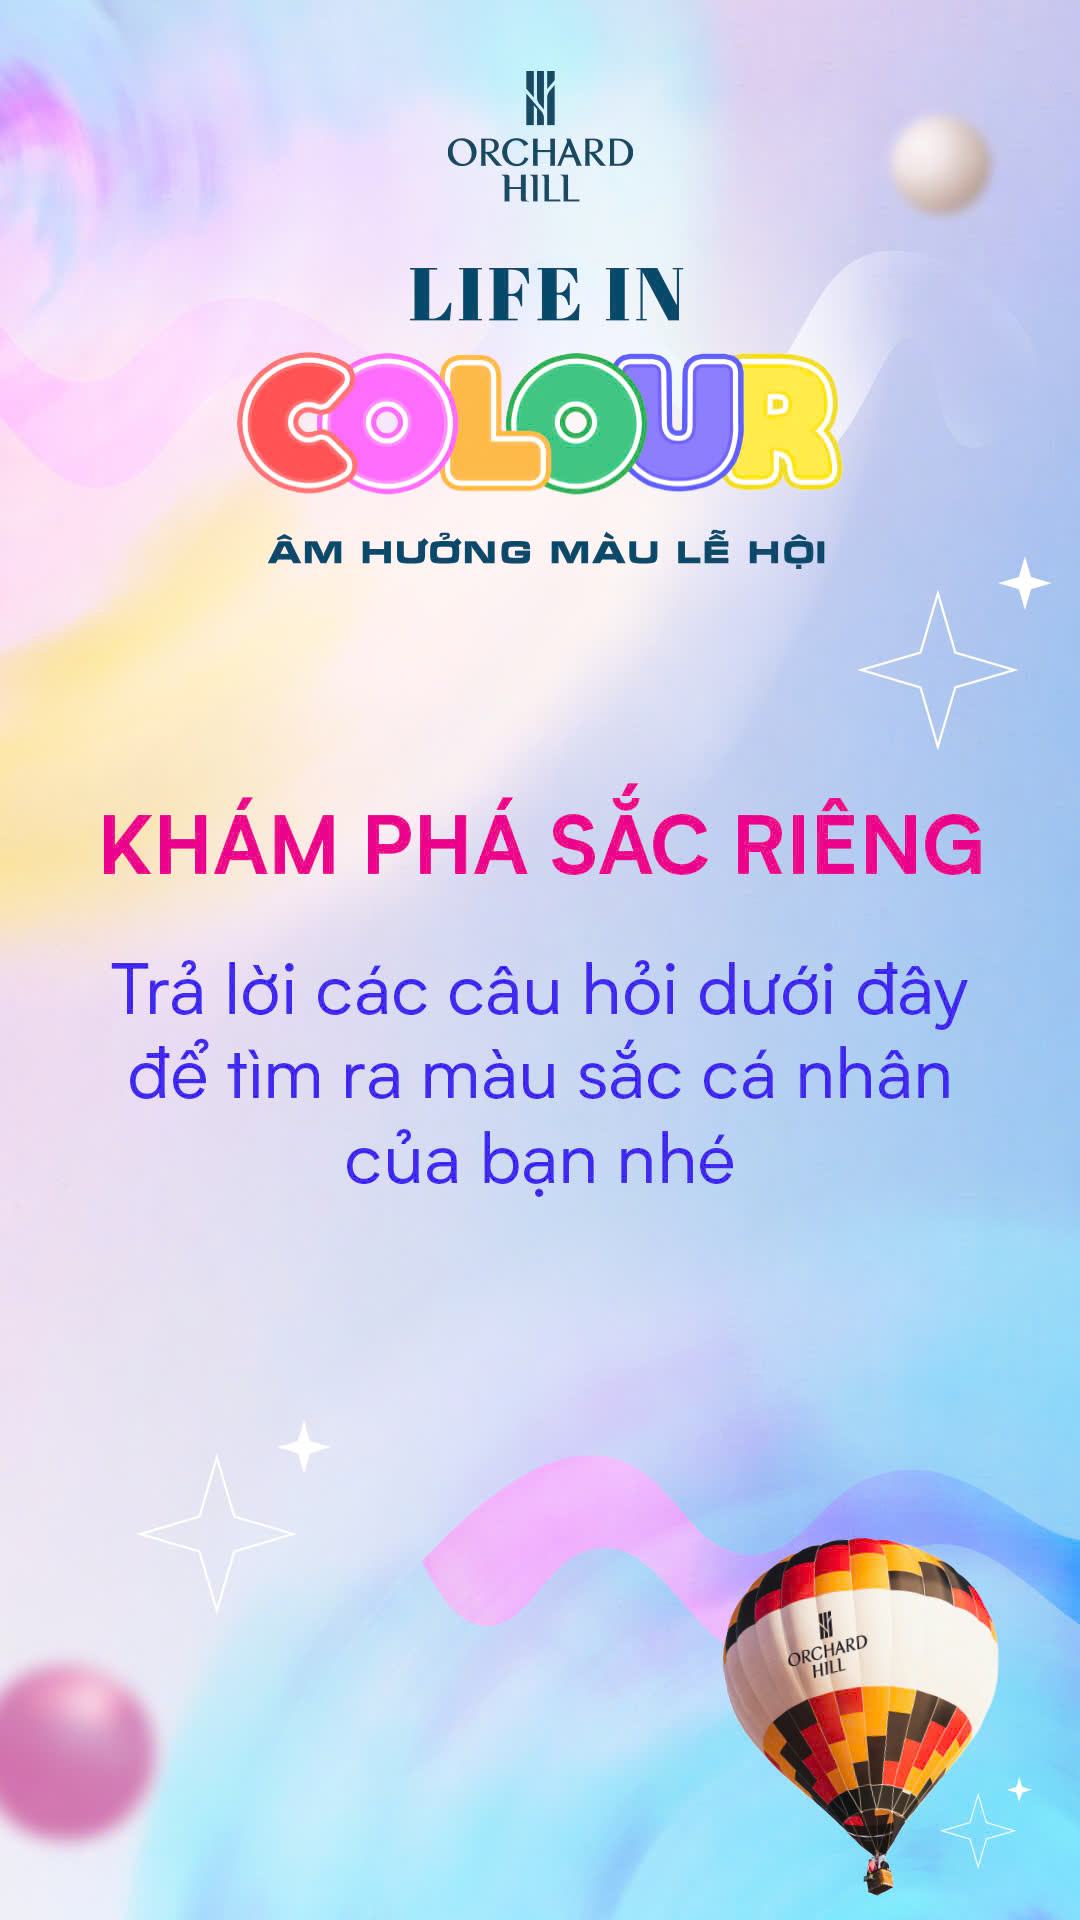 ORCHARD
HILL
LIFE IN
COLOUR
ÂM HƯỞNG MÀU LỄ HỘI
KHÁM PHÁ SẮC RIÊNG
Trả lời các câu hỏi dưới đây
để tìm ra màu sắc cá nhân
của bạn nhé
ORCHARD
HILL